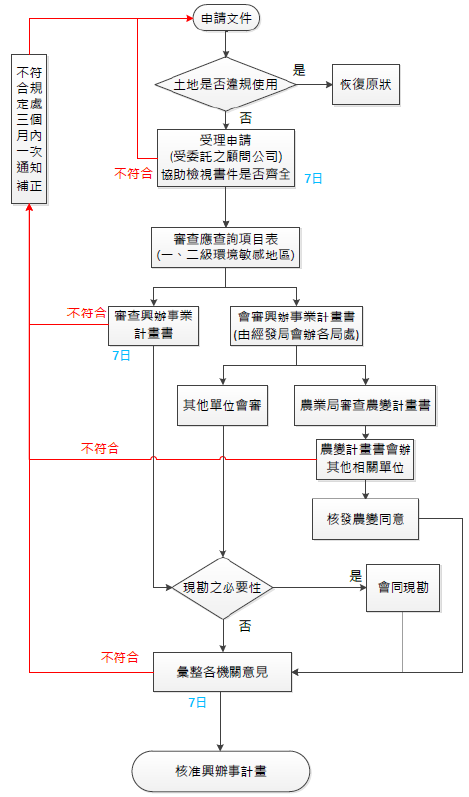 申請文件
土地是否違規使用
是
恢復原狀
否
受理申請
(受委託之顧問公司)
協助檢視書件是否齊全
不符合
7日
不符
合規
定處
三個
月內
一次
通知
補正
審查應查詢項目表
(一、二級環境敏感地區)
不符合
審查興辦事業
計畫書
7日
會審興辦事業計畫書
(由經發局會辦各局處)
其他單位會審
農業局審查農變計畫書
不符合
農變計畫書會辦
其他相關單位
核發農變同意
現勘之必要性
是
會同現勘
否
不符合
彙整各機關意見
7日
核准興辦事計畫